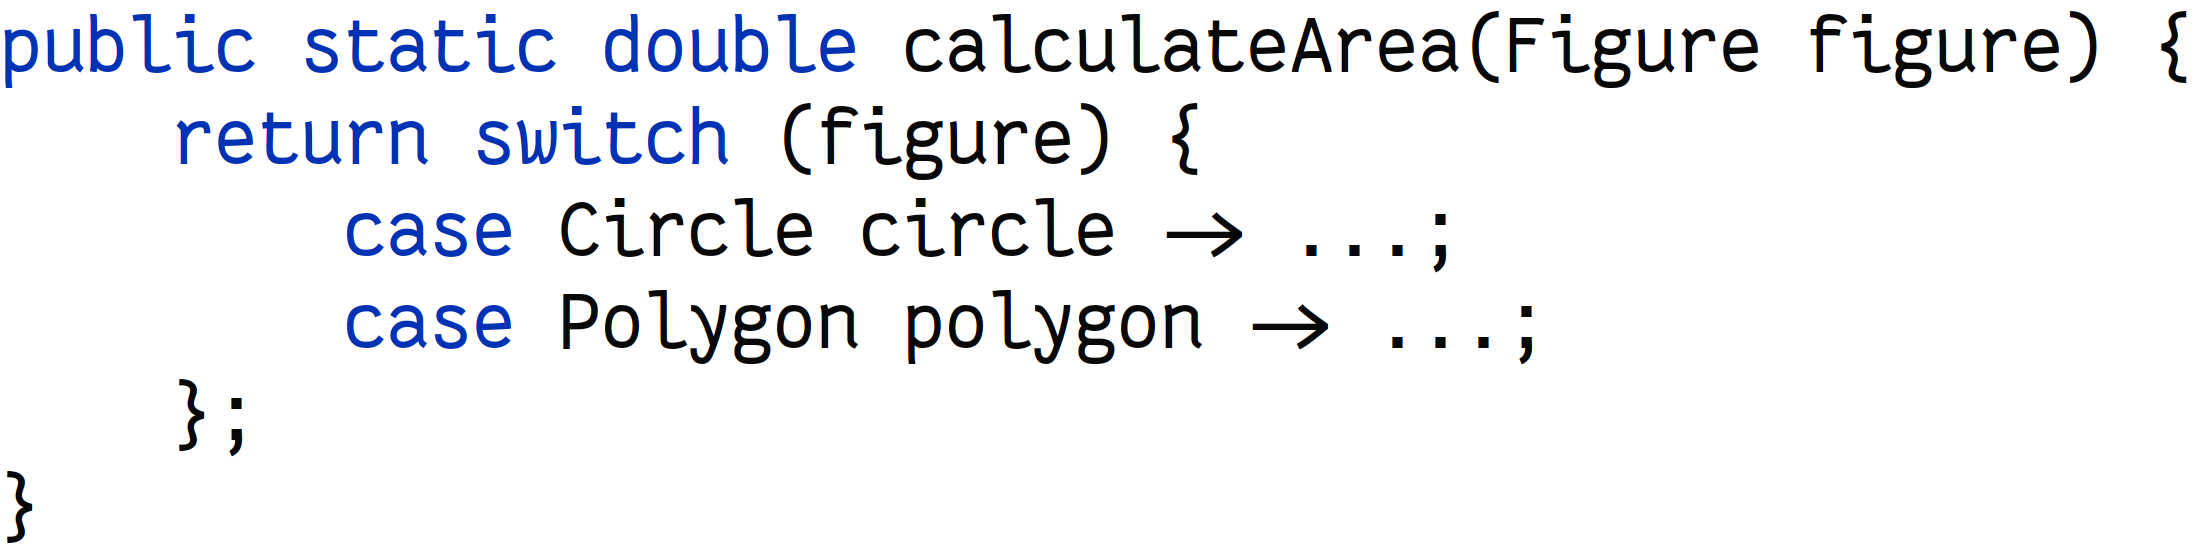 public static double calculateArea(Figure figure) {
    return switch (figure) {
        case Circle circle -> ...;
        case Polygon polygon -> ...;
    };
}